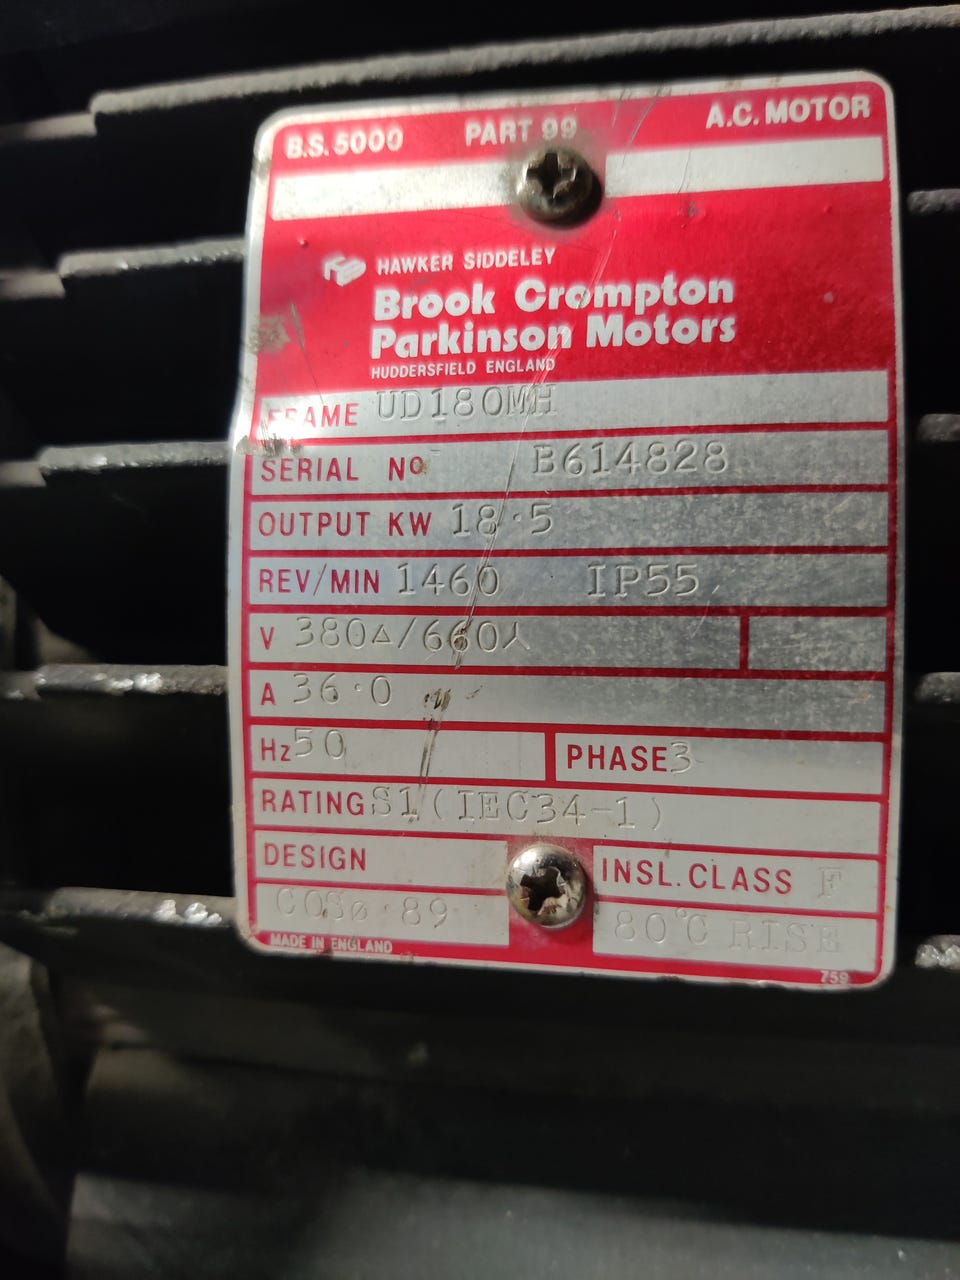 B.S. 5000 PART 99 A.C. MOTOR
HAWKER SIDDELEY
Brook Crompton
Parkinson Motors
HUDDERSFIELD ENGLAND
FRAME UD180MH
SERIAL Nº B614828
OUTPUT KW 18·5
REV/MIN 1460 IP55
V 380△/660⅄
A 36·0
Hz 50 PHASE 3
RATING S1(IEC34-1)
DESIGN INSL. CLASS F
COSø ·89 80°C RISE
MADE IN ENGLAND 759